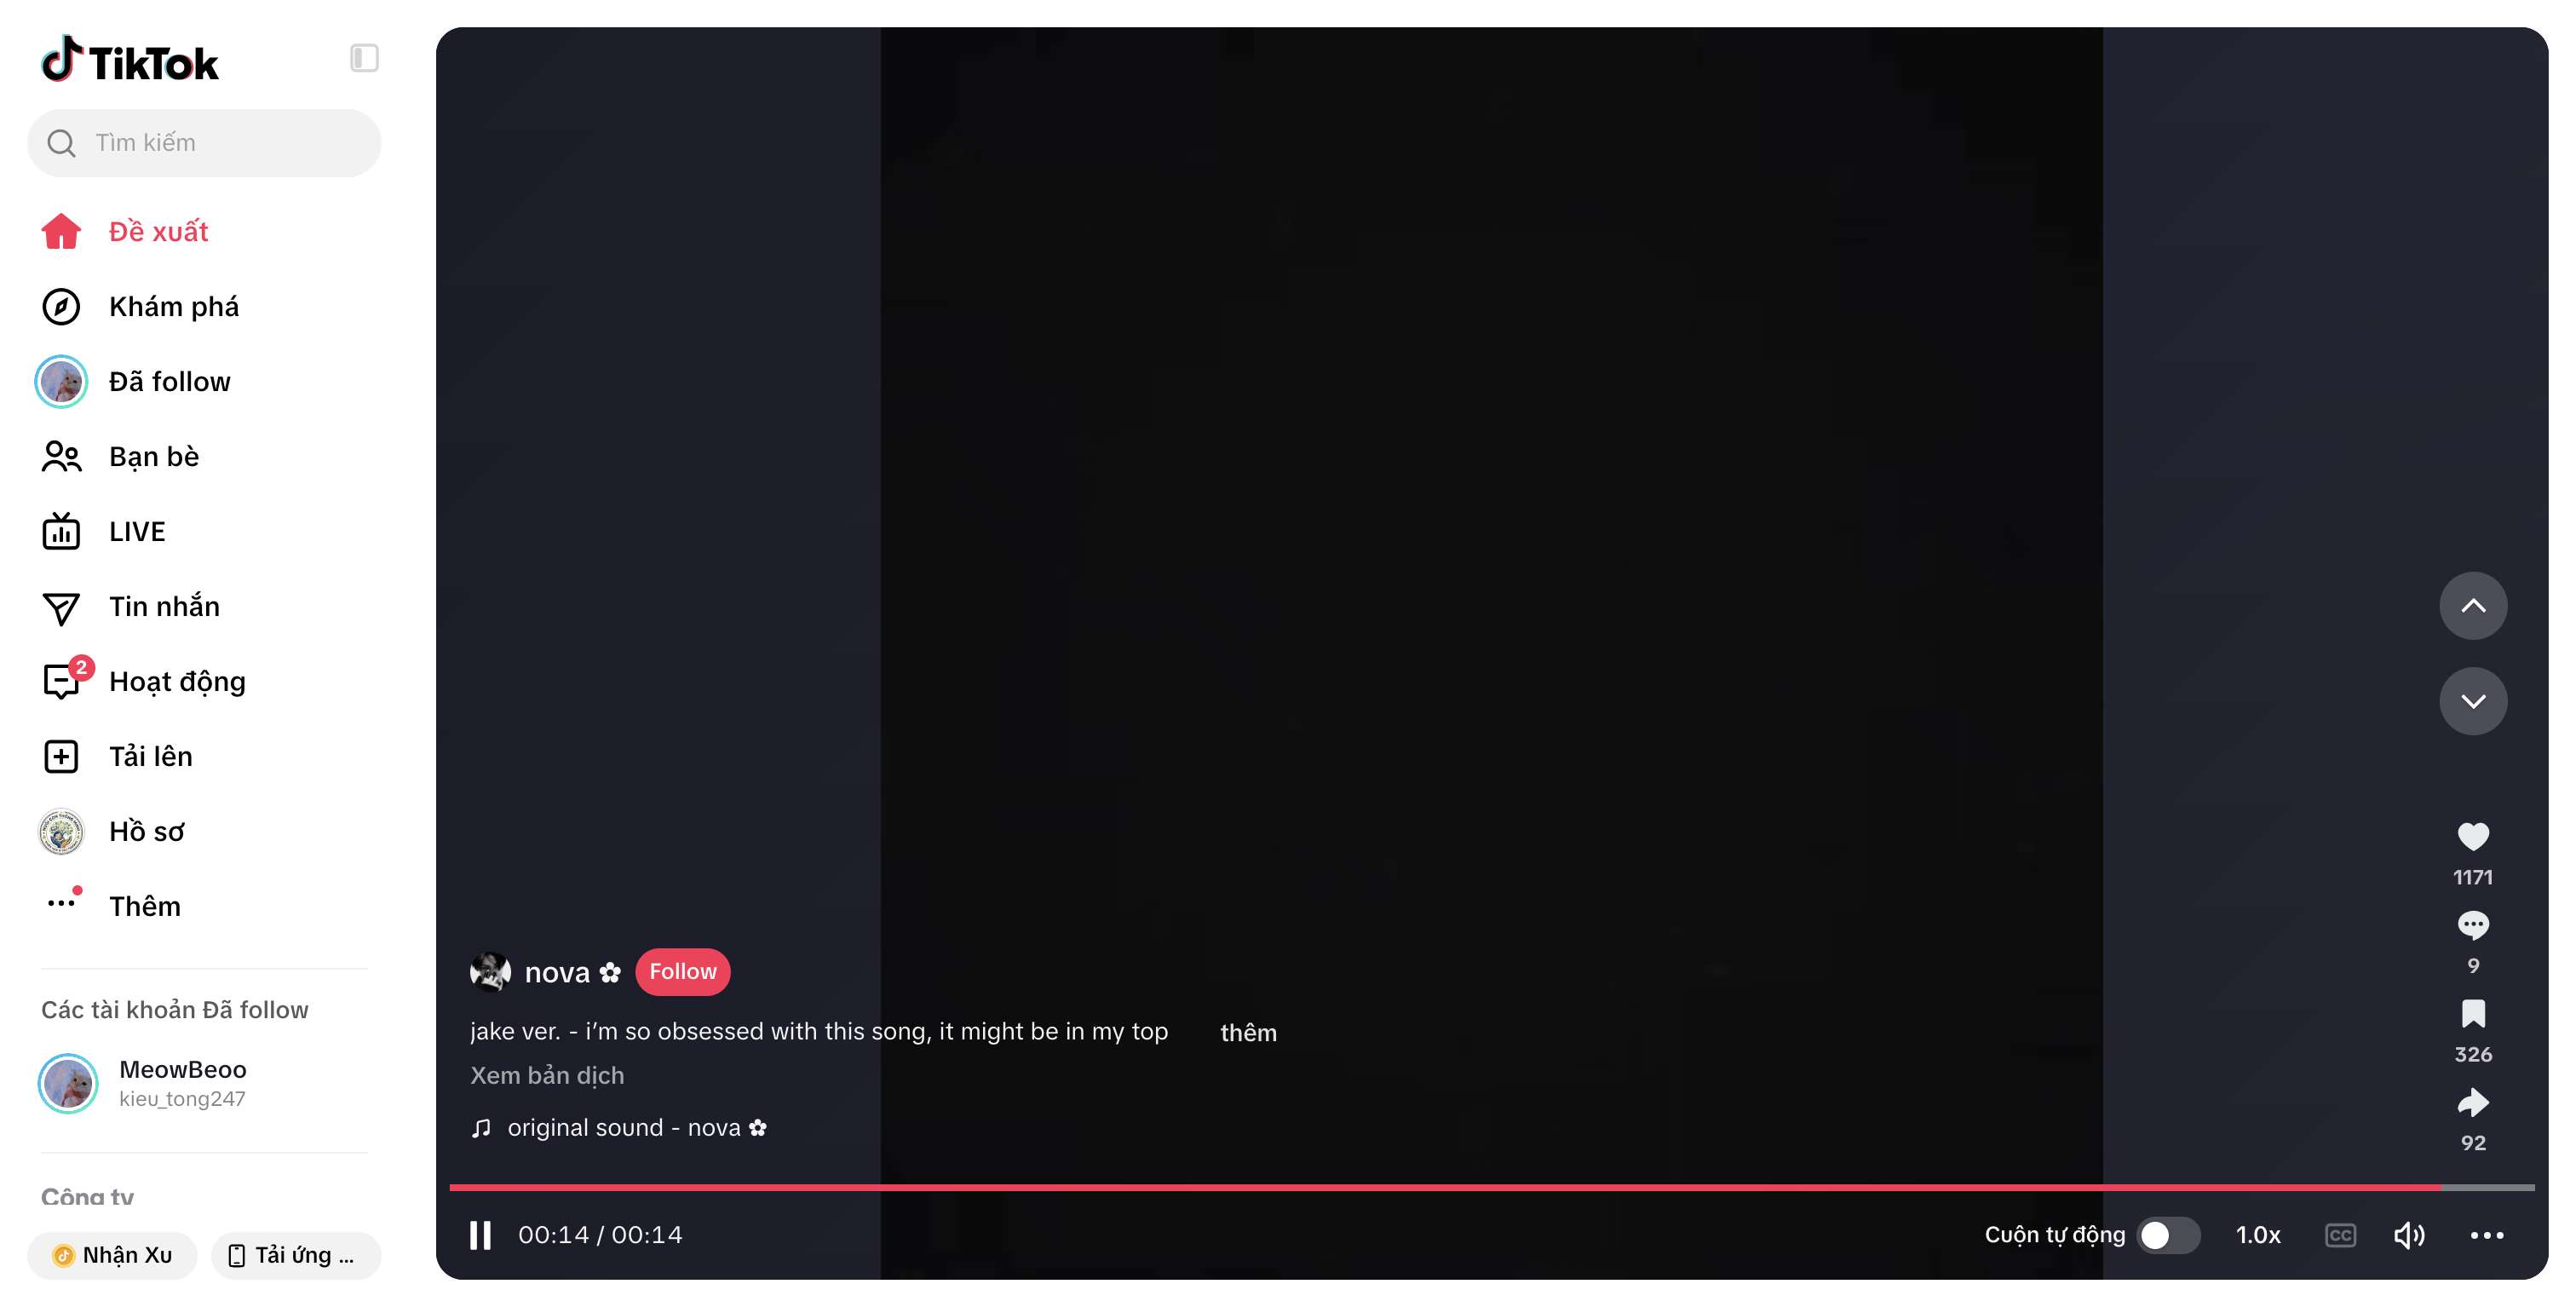 TikTok
Tìm kiếm
Đề xuất
Khám phá
Đã follow
Bạn bè
LIVE
Tin nhắn
2
Hoạt động
Tải lên
Hồ sơ
Thêm
Các tài khoản Đã follow
MeowBeoo
kieu_tong247
Công ty
Nhận Xu
Tải ứng ...
nova ✿
Follow
jake ver. - i’m so obsessed with this song, it might be in my top
thêm
Xem bản dịch
original sound - nova ✿
00:14 / 00:14
1171
9
326
92
Cuộn tự động
1.0x
CC